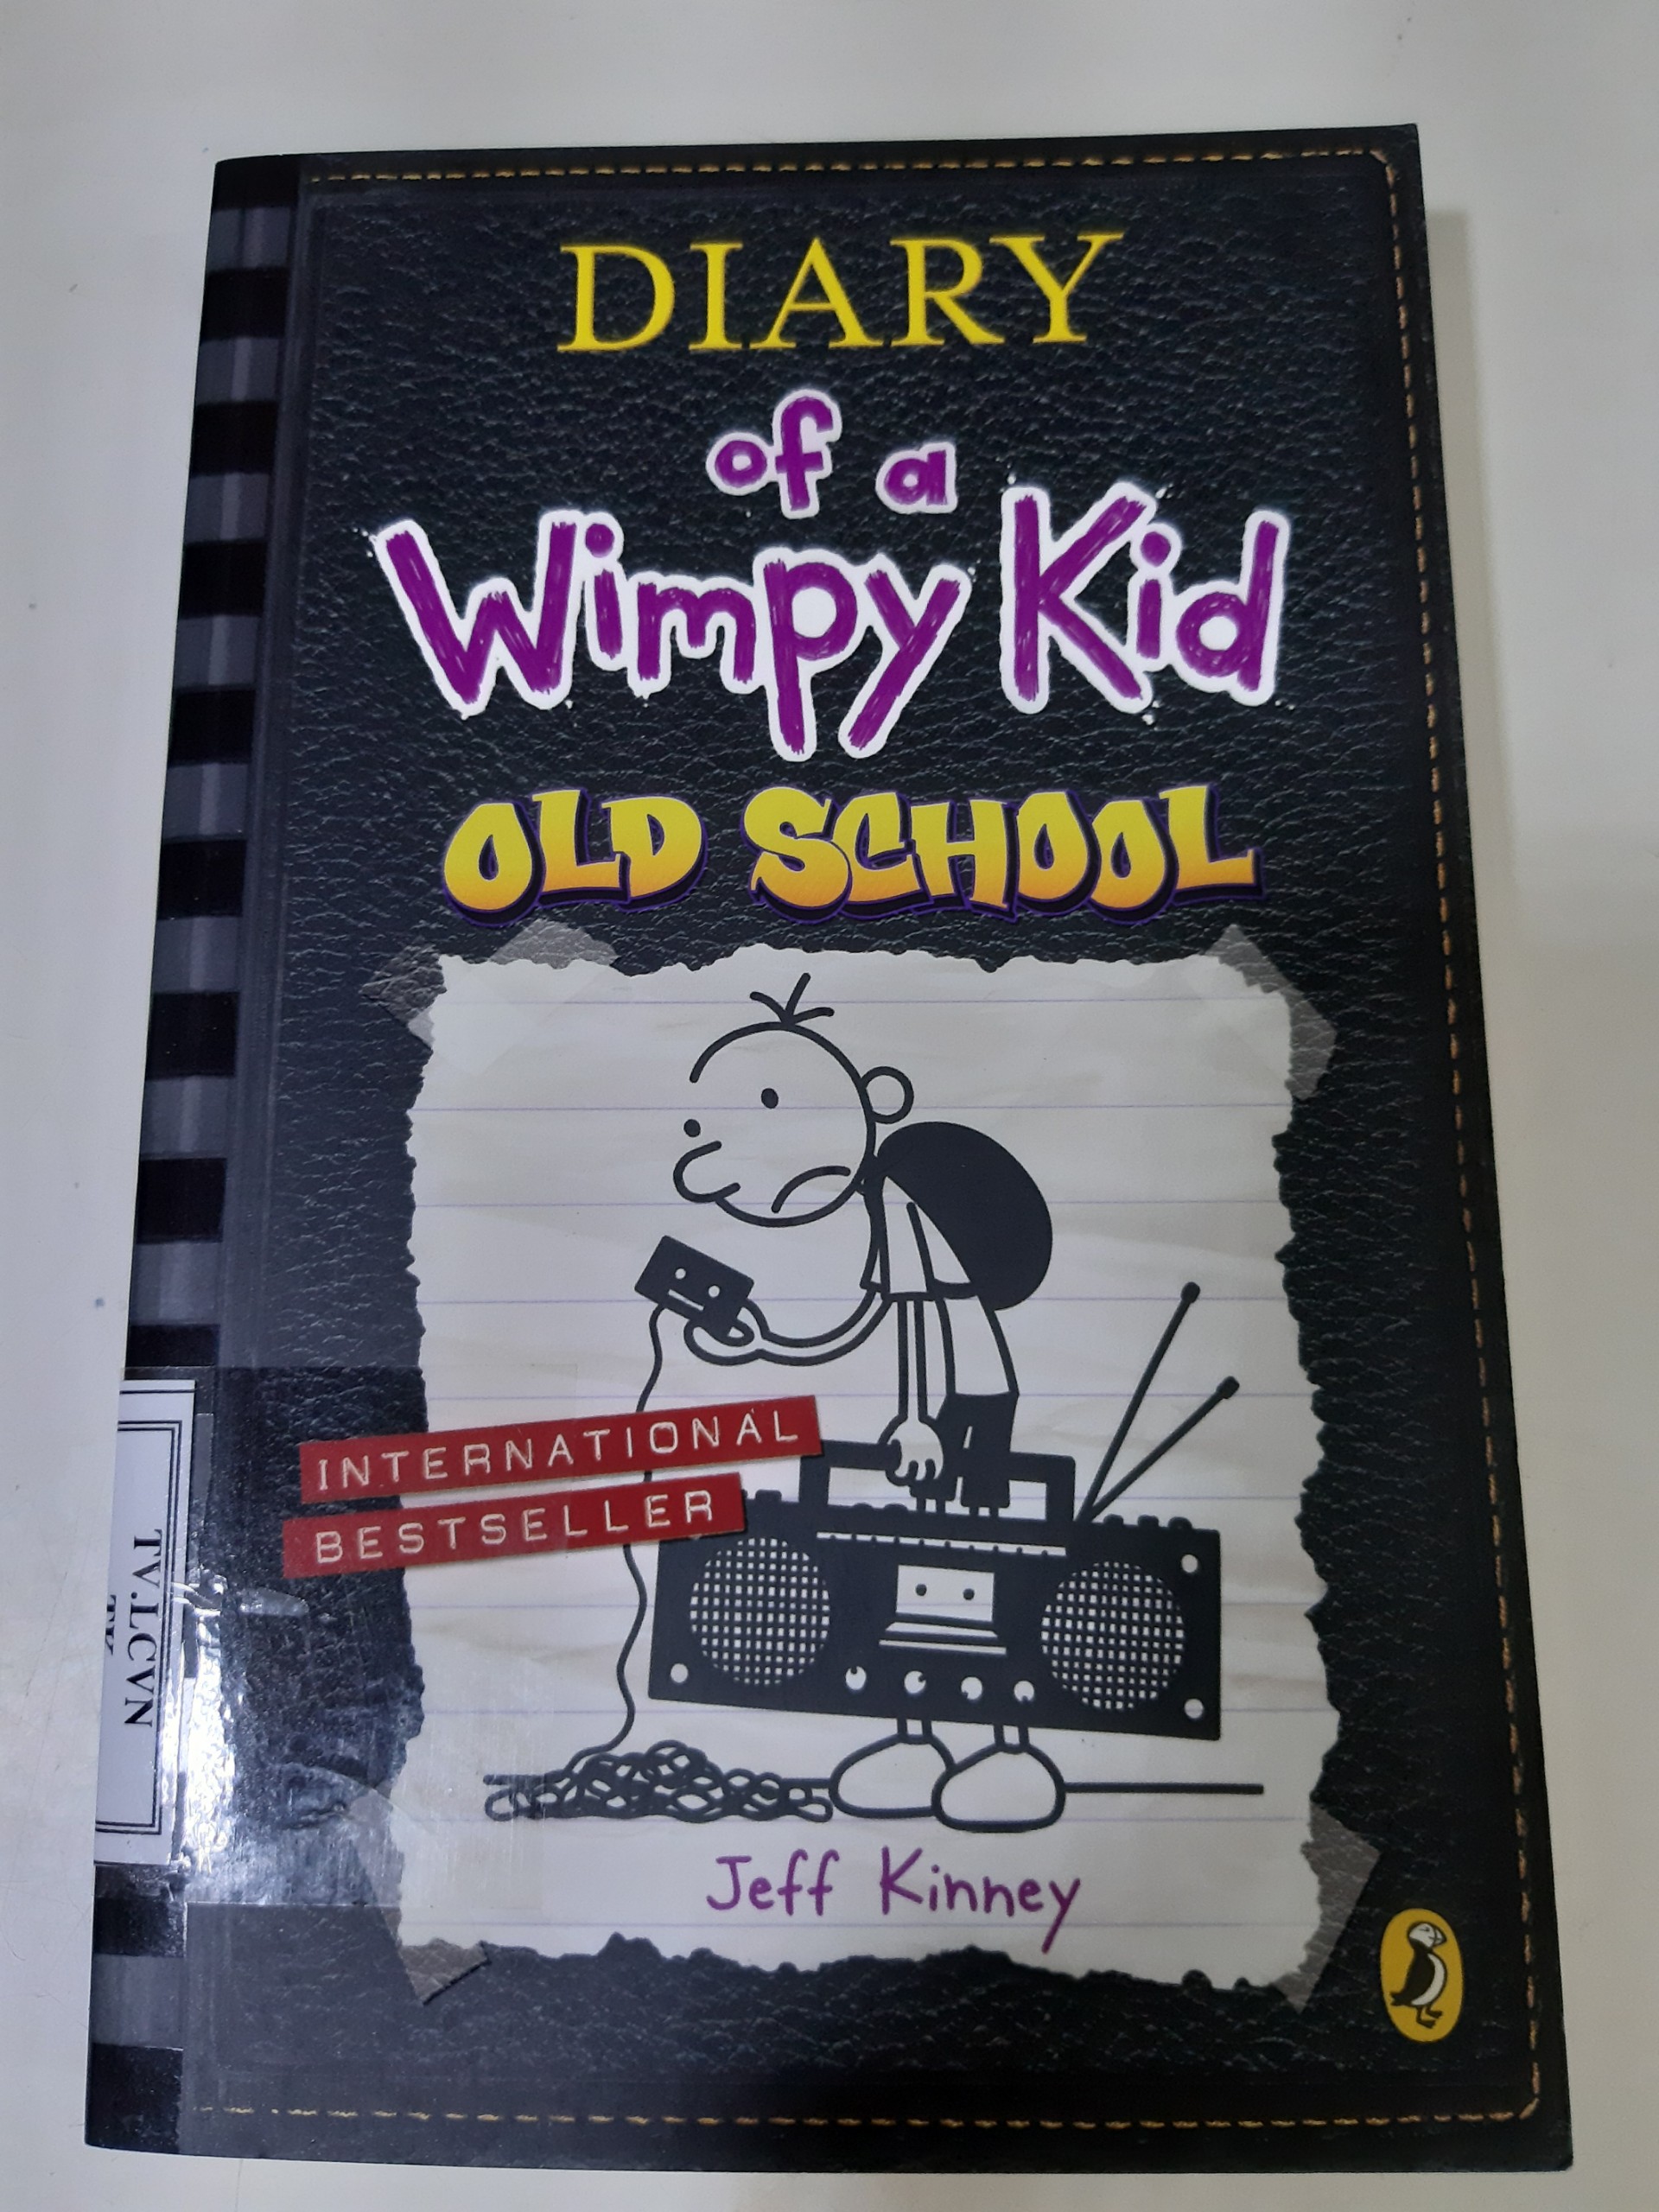 DIARY
of a
Wimpy Kid
OLD SCHOOL
INTERNATIONAL
BESTSELLER
Jeff Kinney
TV.LCVN